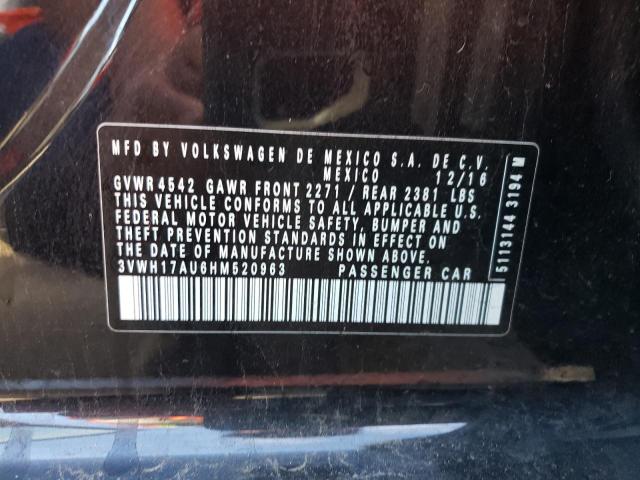 MFD BY VOLKSWAGEN DE MEXICO S.A. DE C.V.
MEXICO 12/16
GVWR 4542 GAWR FRONT 2271 / REAR 2381 LBS
THIS VEHICLE CONFORMS TO ALL APPLICABLE U.S.
FEDERAL MOTOR VEHICLE SAFETY, BUMPER AND
THEFT PREVENTION STANDARDS IN EFFECT ON
THE DATE OF MANUFACTURE SHOWN ABOVE.
3VWH17AU6HM520963 PASSENGER CAR
5113144 3194 M